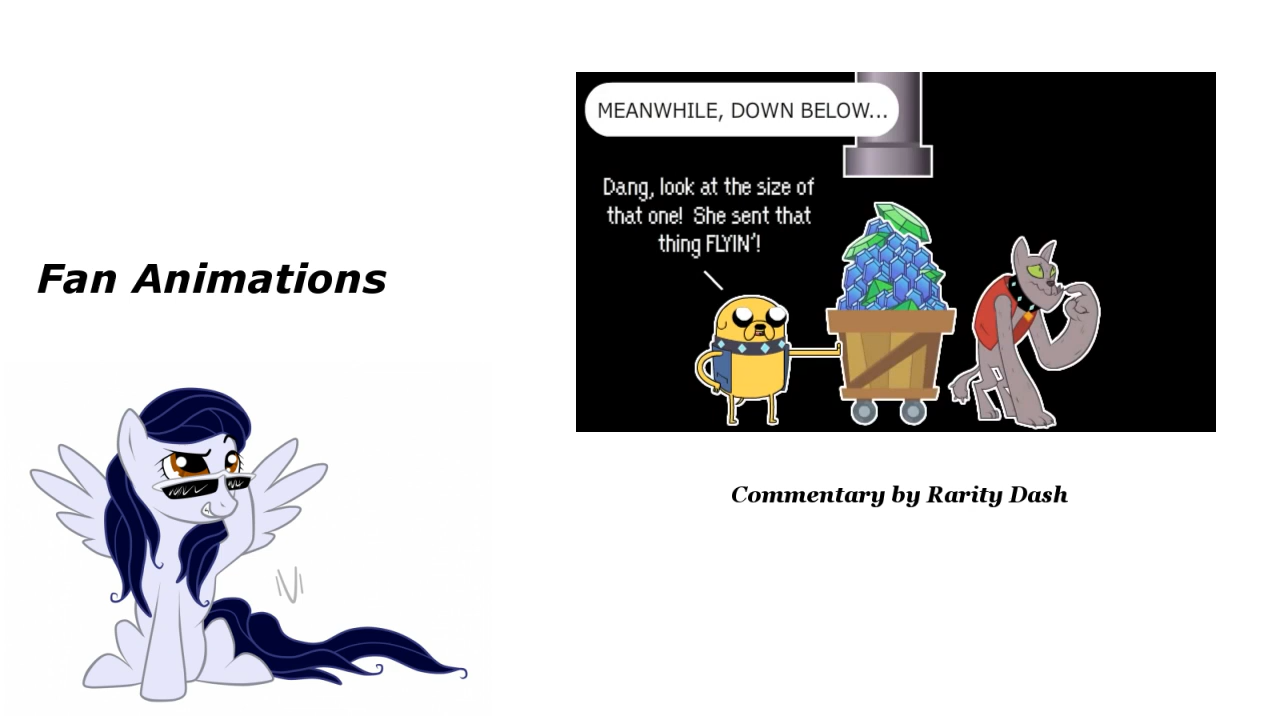 MEANWHILE, DOWN BELOW...
Dang, look at the size of
that one! She sent that
thing FLYIN'!
Fan Animations
Commentary by Rarity Dash